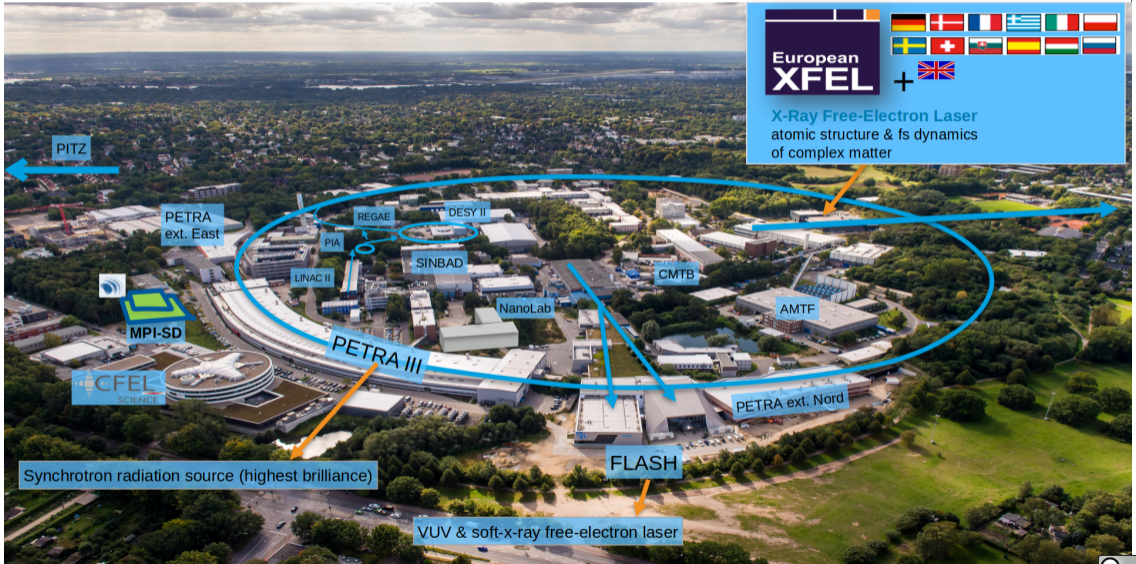 European
XFEL
+
X-Ray Free-Electron Laser
atomic structure & fs dynamics
of complex matter
PITZ
PETRA
ext. East
REGAE
DESY II
PIA
LINAC II
SINBAD
CMTB
NanoLab
AMTF
MPI-SD
PETRA III
CFEL
SCIENCE
PETRA ext. Nord
FLASH
Synchrotron radiation source (highest brilliance)
VUV & soft-x-ray free-electron laser